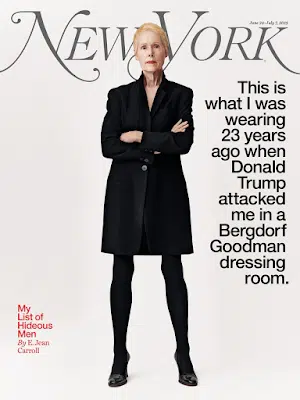 NEW YORK
This is
what I was
wearing
23 years
ago when
Donald
Trump
attacked
me in a
Bergdorf
Goodman
dressing
room.
My
List of
Hideous
Men
By E. Jean
Carroll